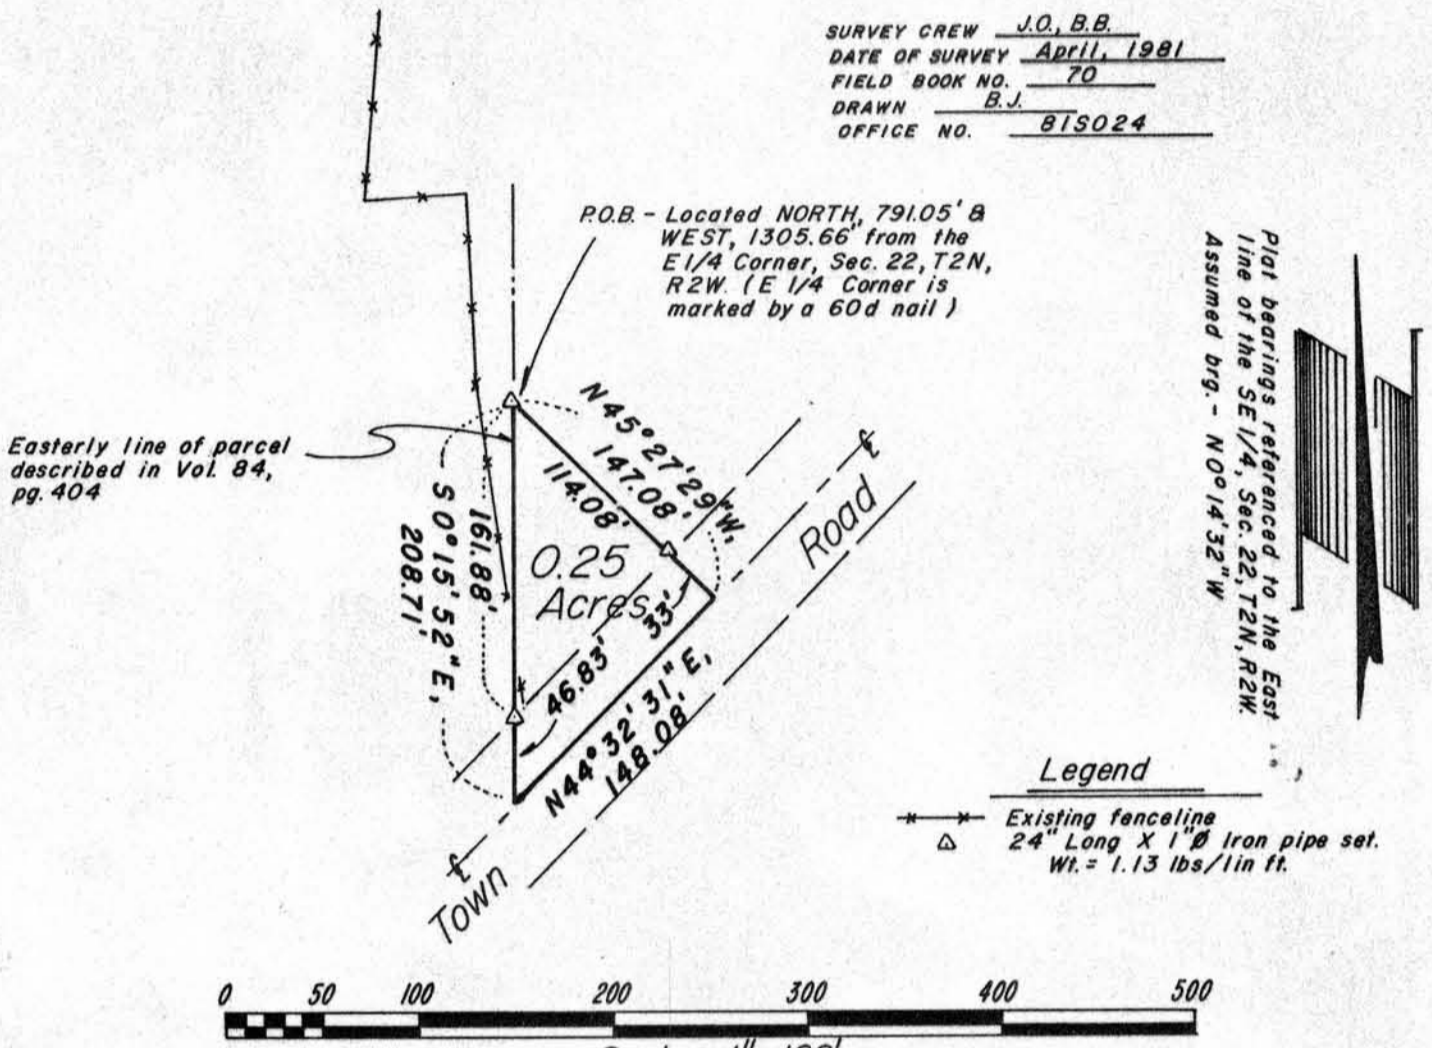 SURVEY CREW J.O., B.B.
DATE OF SURVEY April, 1981
FIELD BOOK NO. 70
DRAWN B.J.
OFFICE NO. 81S024
P.O.B. - Located NORTH, 791.05' &
WEST, 1305.66' from the
E 1/4 Corner, Sec. 22, T2N,
R2W. (E 1/4 Corner is
marked by a 60d nail)
Plat bearings referenced to the East
line of the SE 1/4, Sec. 22, T2N, R2W.
Assumed brg. - N0°14'32"W
Easterly line of parcel
described in Vol. 84,
pg. 404
N45°27'29"W,
147.08'
114.08'
161.88'
S 0°15'52"E,
208.71'
0.25
Acres
33'
46.83'
N44°32'31"E,
148.08'
Town Road
Legend
Existing fenceline
24" Long X 1"Ø Iron pipe set.
Wt. = 1.13 lbs/lin ft.
0 50 100 200 300 400 500